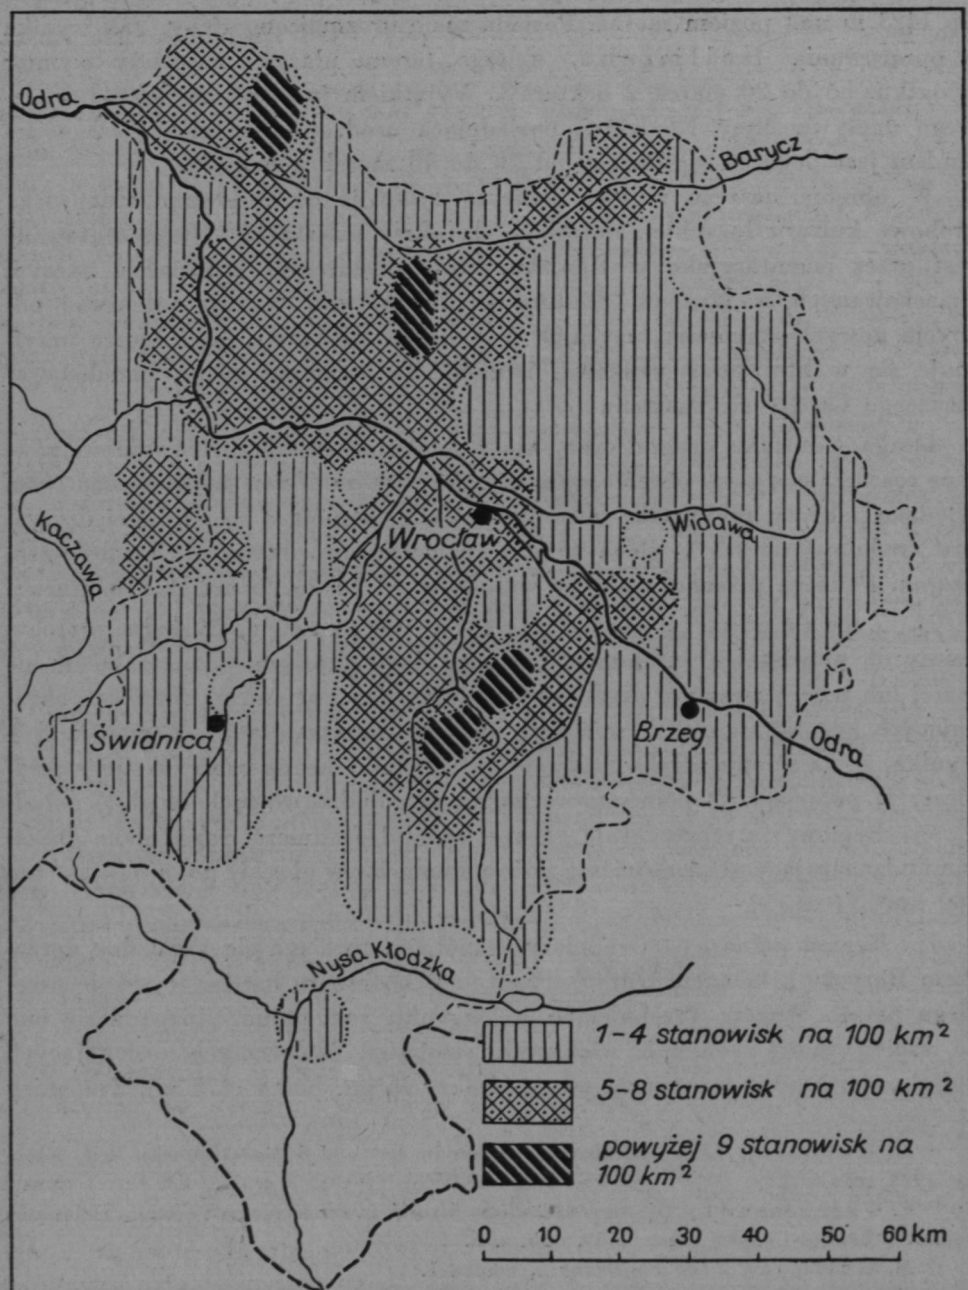 Odra
Barycz
Kaczawa
Widawa
Wrocław
Świdnica
Brzeg
Odra
Nysa Kłodzka
1-4 stanowisk na 100 km²
5-8 stanowisk na 100 km²
powyżej 9 stanowisk na
100 km²
0 10 20 30 40 50 60 km